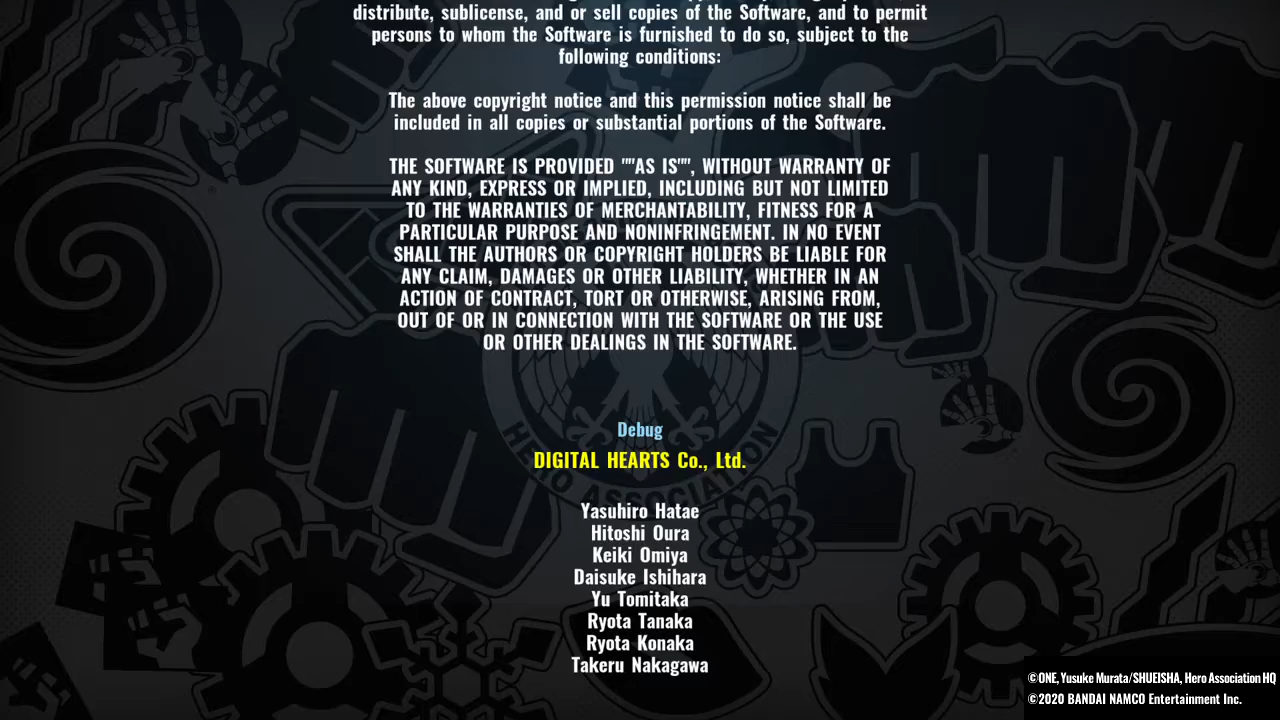 distribute, sublicense, and or sell copies of the Software, and to permit
persons to whom the Software is furnished to do so, subject to the
following conditions:
The above copyright notice and this permission notice shall be
included in all copies or substantial portions of the Software.
THE SOFTWARE IS PROVIDED ""AS IS"", WITHOUT WARRANTY OF
ANY KIND, EXPRESS OR IMPLIED, INCLUDING BUT NOT LIMITED
TO THE WARRANTIES OF MERCHANTABILITY, FITNESS FOR A
PARTICULAR PURPOSE AND NONINFRINGEMENT. IN NO EVENT
SHALL THE AUTHORS OR COPYRIGHT HOLDERS BE LIABLE FOR
ANY CLAIM, DAMAGES OR OTHER LIABILITY, WHETHER IN AN
ACTION OF CONTRACT, TORT OR OTHERWISE, ARISING FROM,
OUT OF OR IN CONNECTION WITH THE SOFTWARE OR THE USE
OR OTHER DEALINGS IN THE SOFTWARE.
Debug
DIGITAL HEARTS Co., Ltd.
HERO ASSOCIATION
Yasuhiro Hatae
Hitoshi Oura
Keiki Omiya
Daisuke Ishihara
Yu Tomitaka
Ryota Tanaka
Ryota Konaka
Takeru Nakagawa
©ONE, Yusuke Murata/SHUEISHA, Hero Association HQ
©2020 BANDAI NAMCO Entertainment Inc.